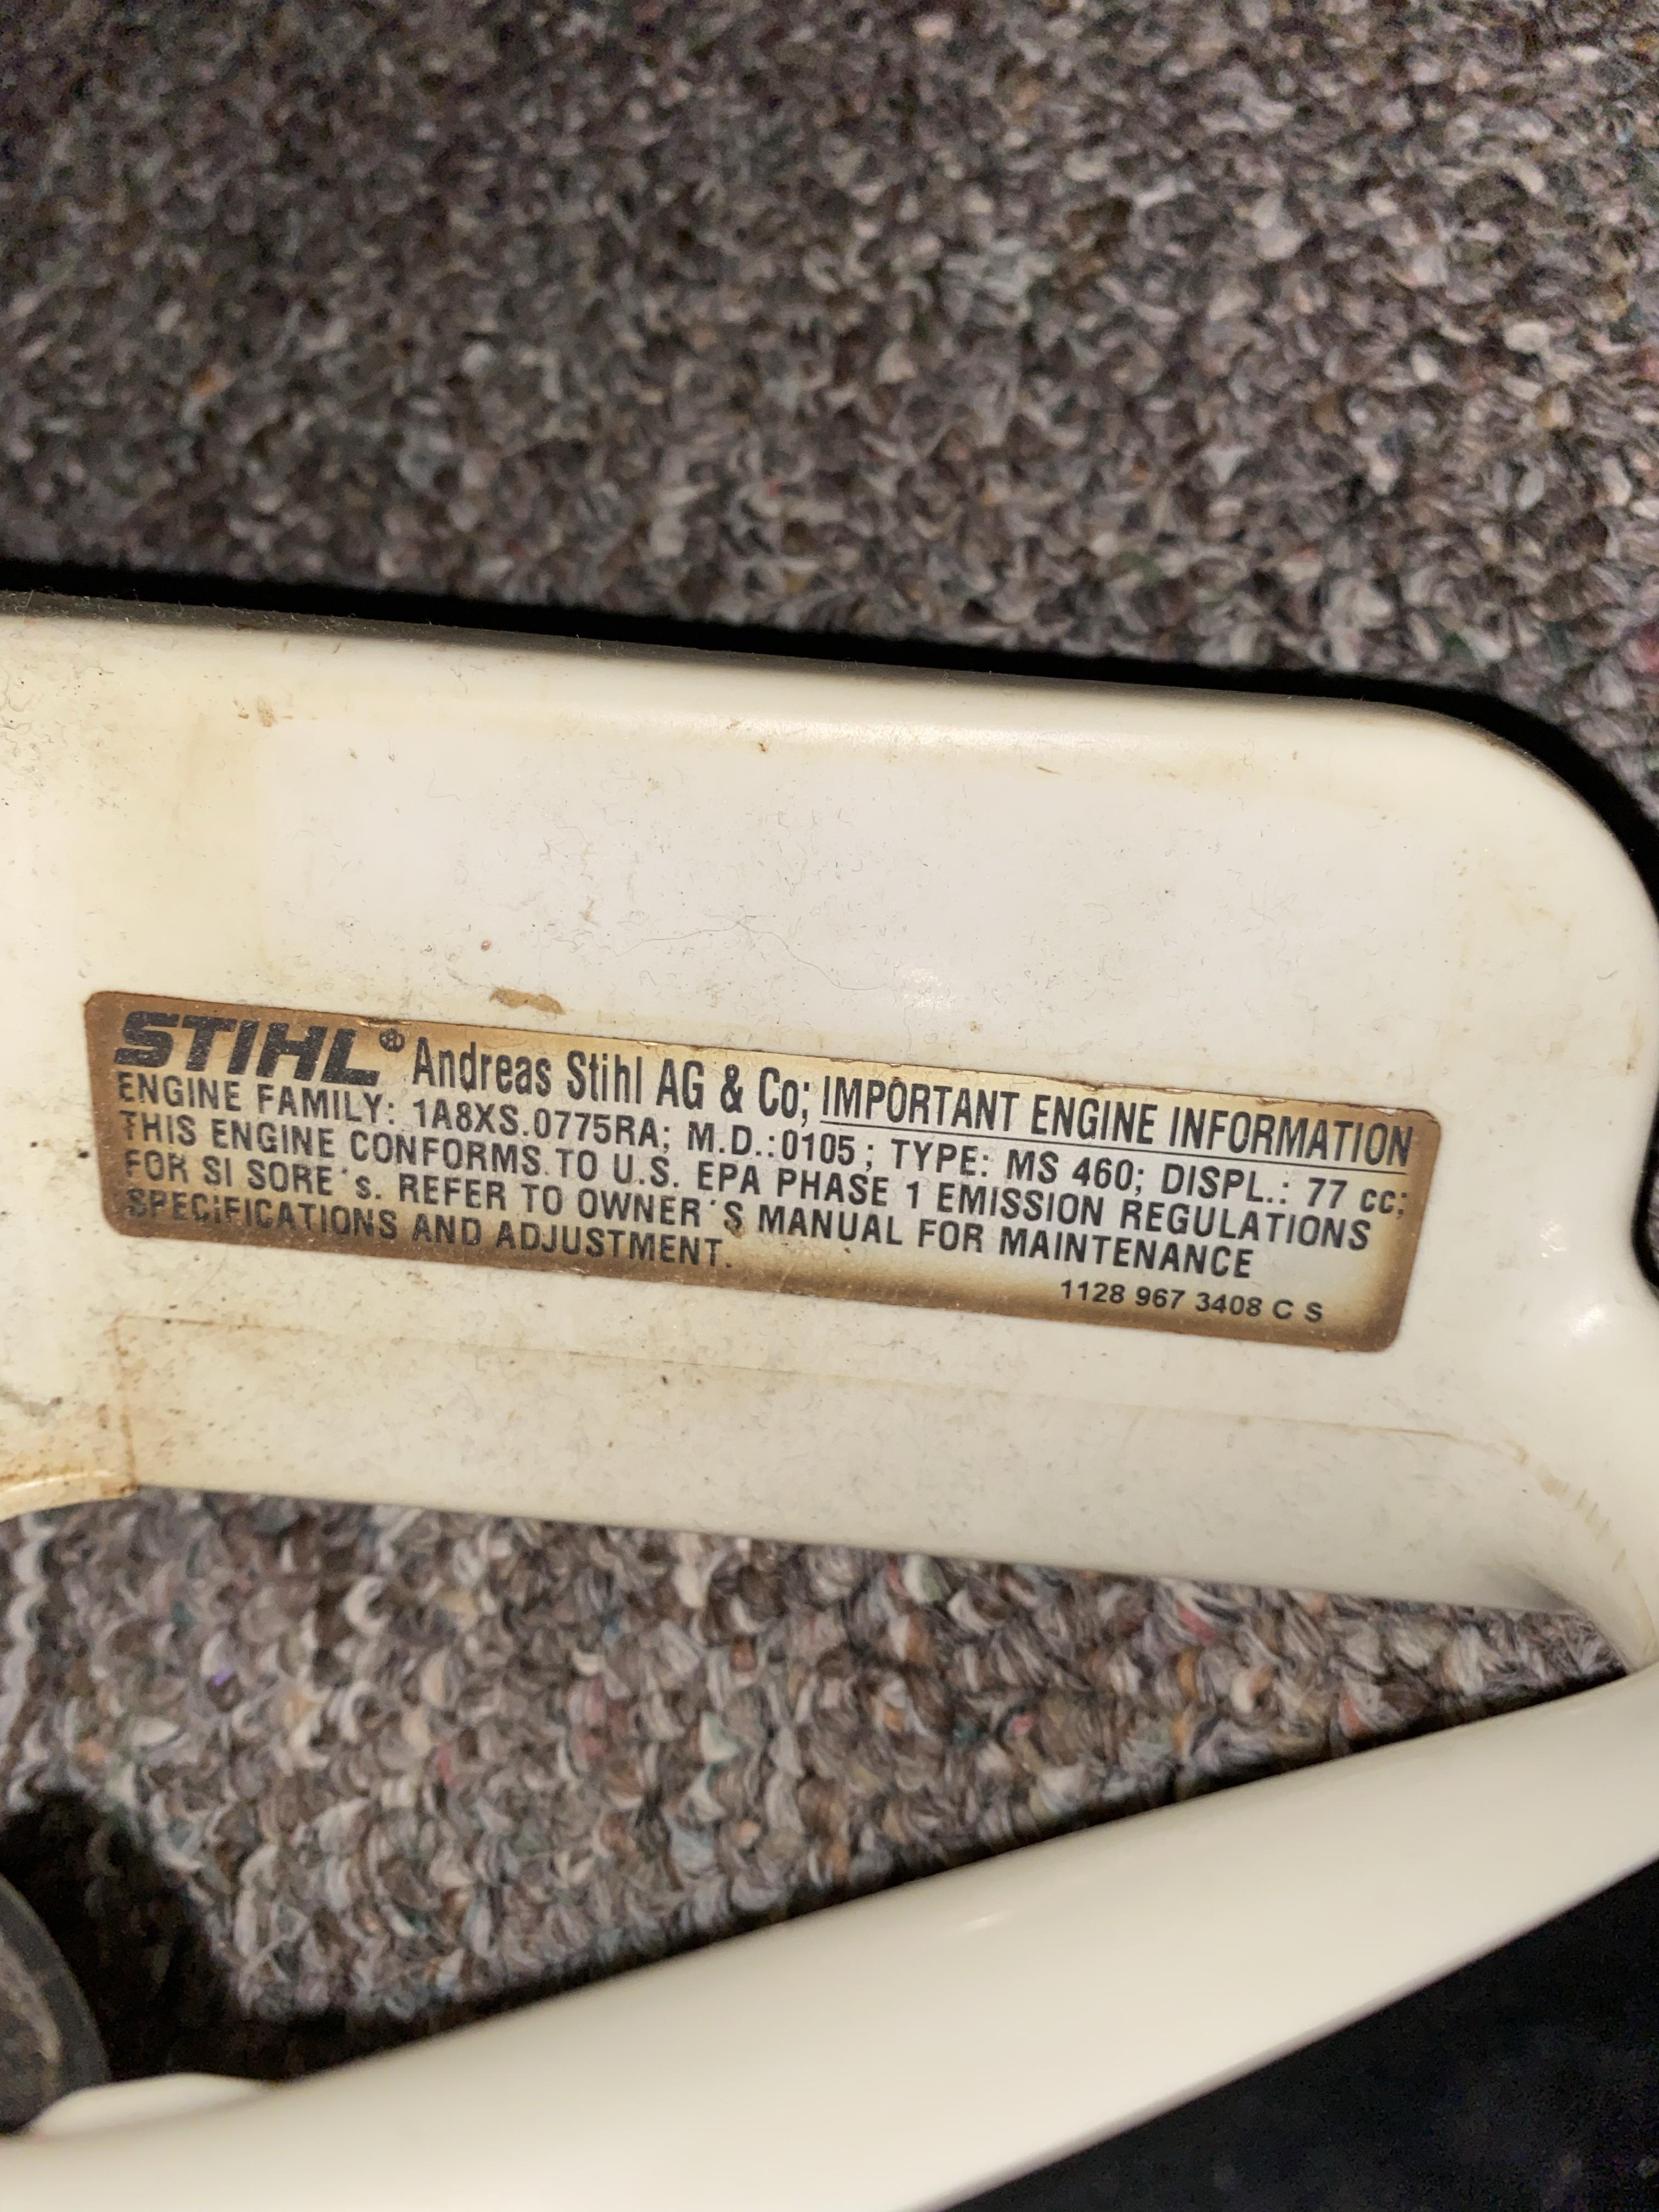 STIHL® Andreas Stihl AG & Co; IMPORTANT ENGINE INFORMATION
ENGINE FAMILY: 1A8XS.0775RA; M.D.:0105; TYPE: MS 460; DISPL.: 77 cc;
THIS ENGINE CONFORMS TO U.S. EPA PHASE 1 EMISSION REGULATIONS
FOR SI SORE's. REFER TO OWNER'S MANUAL FOR MAINTENANCE
SPECIFICATIONS AND ADJUSTMENT.
1128 967 3408 C S